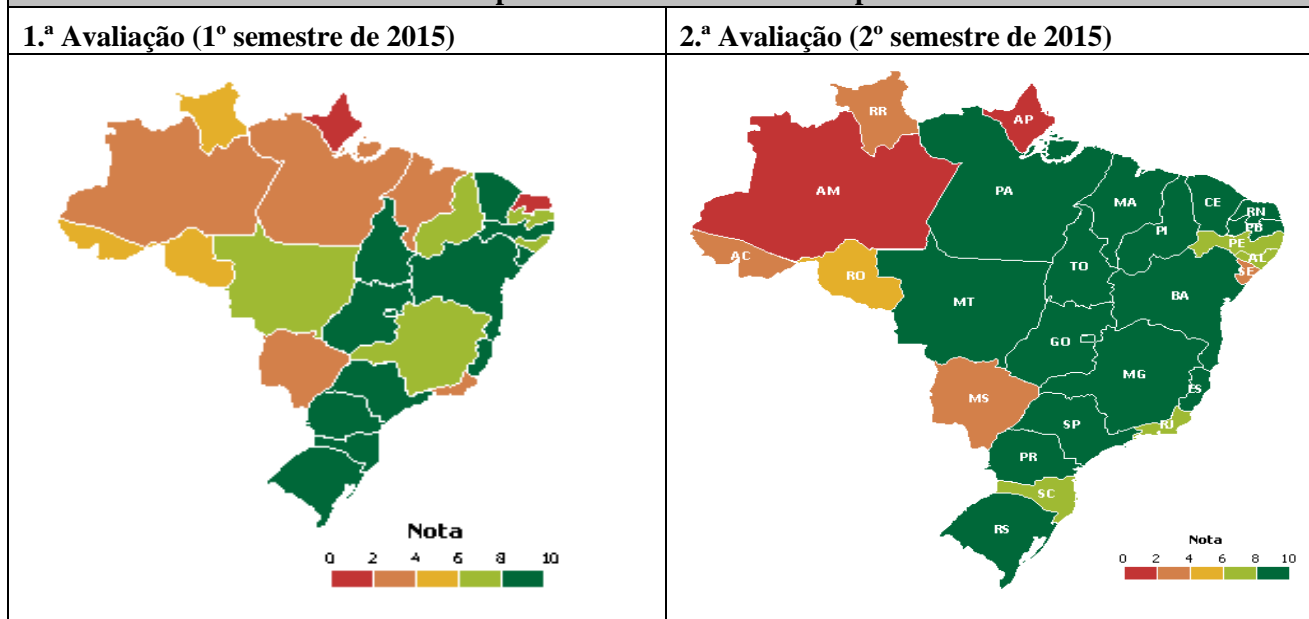 1.ª Avaliação (1º semestre de 2015)
2.ª Avaliação (2º semestre de 2015)
Nota
0 2 4 6 8 10
RR
AP
AM
PA
MA
CE
RN
PB
PI
PE
AL
SE
AC
RO
TO
BA
MT
GO
MG
ES
MS
SP
RJ
PR
SC
RS
Nota
0 2 4 6 8 10